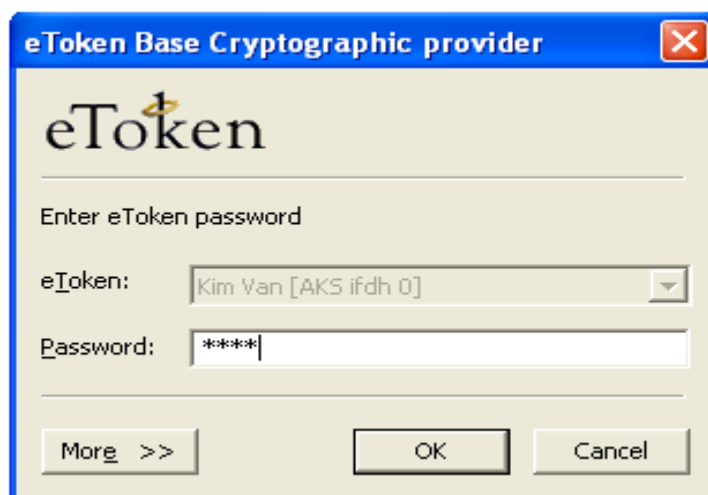 eToken Base Cryptographic provider
eToken
Enter eToken password
eToken: Kim Van [AKS ifdh 0]
Password: ****
More >> OK Cancel